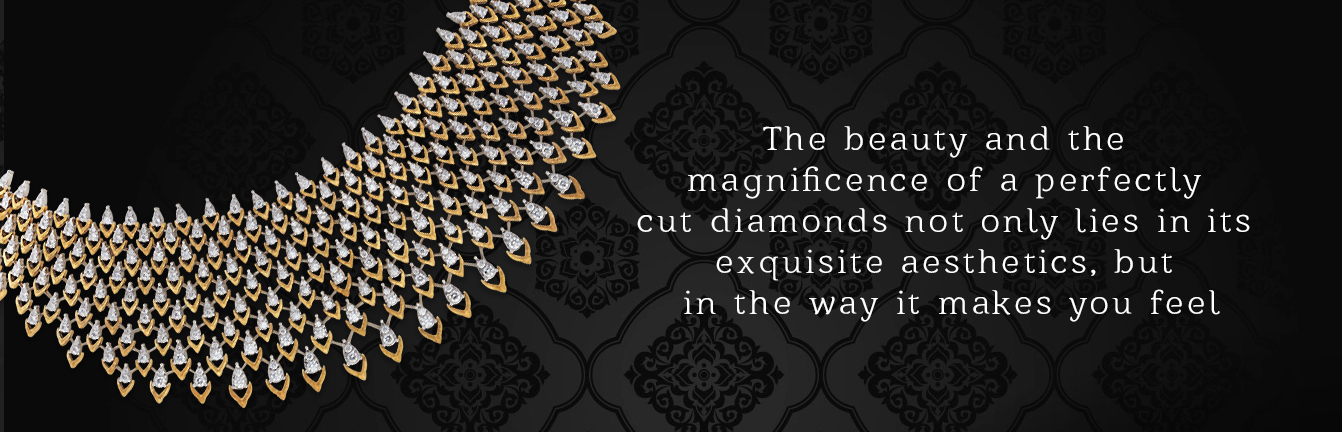 The beauty and the
magnificence of a perfectly
cut diamonds not only lies in its
exquisite aesthetics, but
in the way it makes you feel